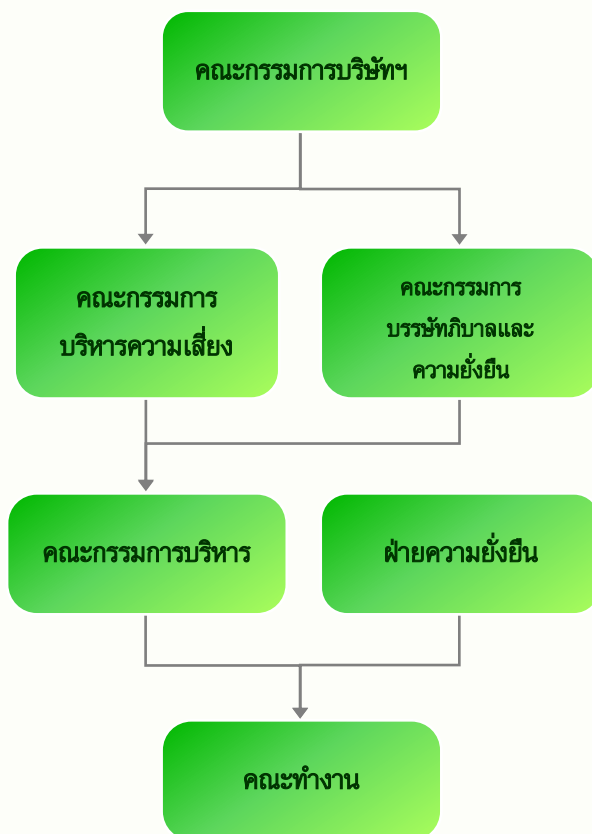 คณะกรรมการบริษัทฯ
คณะกรรมการ
บริหารความเสี่ยง
คณะกรรมการ
บรรษัทภิบาลและ
ความยั่งยืน
คณะกรรมการบริหาร
ฝ่ายความยั่งยืน
คณะทำงาน